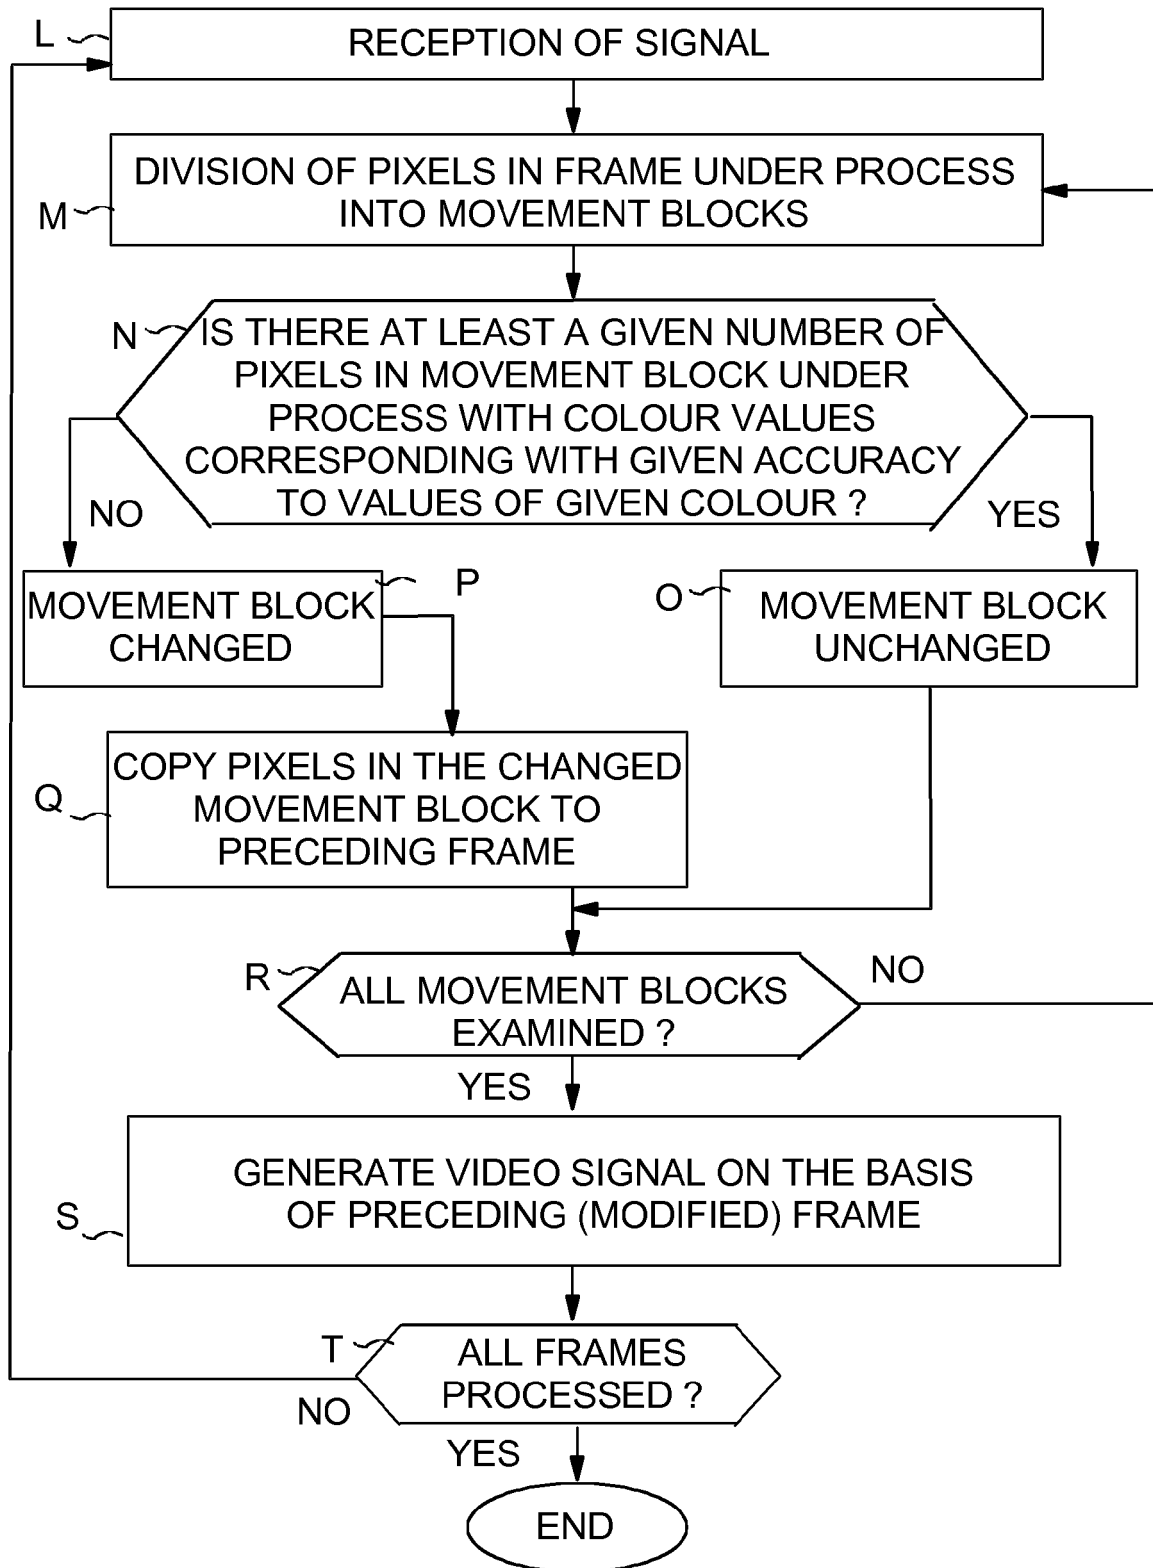 L
RECEPTION OF SIGNAL
M
DIVISION OF PIXELS IN FRAME UNDER PROCESS
INTO MOVEMENT BLOCKS
N
IS THERE AT LEAST A GIVEN NUMBER OF
PIXELS IN MOVEMENT BLOCK UNDER
PROCESS WITH COLOUR VALUES
CORRESPONDING WITH GIVEN ACCURACY
TO VALUES OF GIVEN COLOUR ?
NO
YES
P
MOVEMENT BLOCK
CHANGED
O
MOVEMENT BLOCK
UNCHANGED
Q
COPY PIXELS IN THE CHANGED
MOVEMENT BLOCK TO
PRECEDING FRAME
R
ALL MOVEMENT BLOCKS
EXAMINED ?
NO
YES
S
GENERATE VIDEO SIGNAL ON THE BASIS
OF PRECEDING (MODIFIED) FRAME
T
ALL FRAMES
PROCESSED ?
NO
YES
END